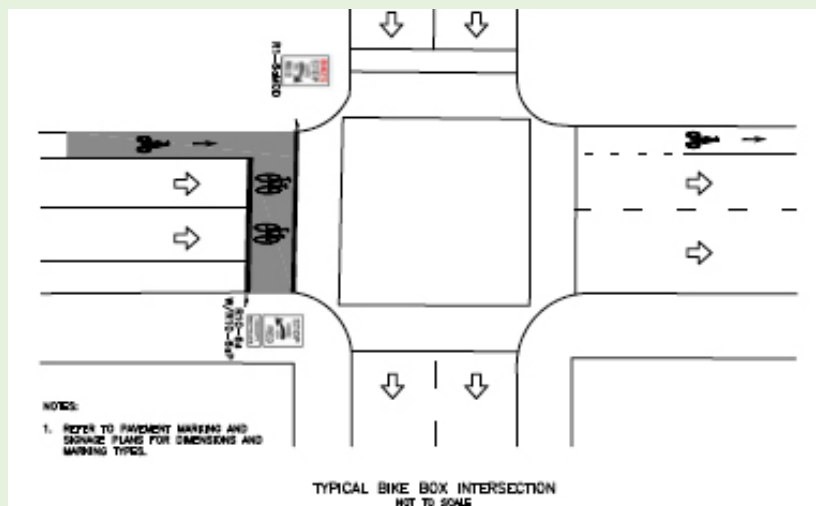 NOTES:
1. REFER TO PAVEMENT MARKING AND
SIGNAGE PLANS FOR DIMENSIONS AND
MARKING TYPES.
TYPICAL BIKE BOX INTERSECTION
NOT TO SCALE